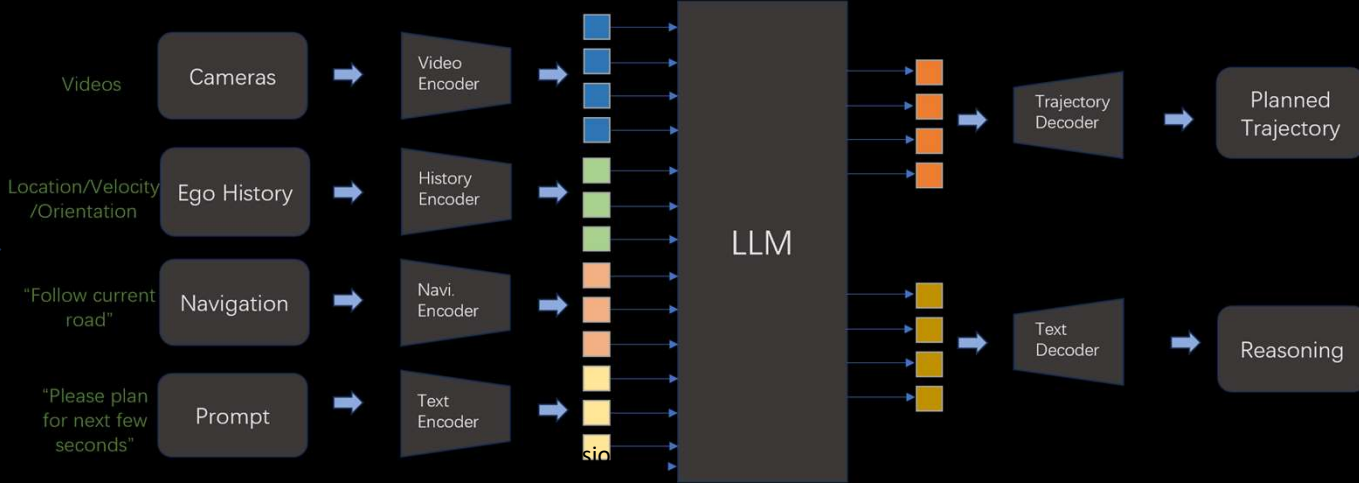 Videos
Cameras
Video
Encoder
Location/Velocity
/Orientation
Ego History
History
Encoder
“Follow current
road”
Navigation
Navi.
Encoder
“Please plan
for next few
seconds”
Prompt
Text
Encoder
sio
LLM
Trajectory
Decoder
Planned
Trajectory
Text
Decoder
Reasoning